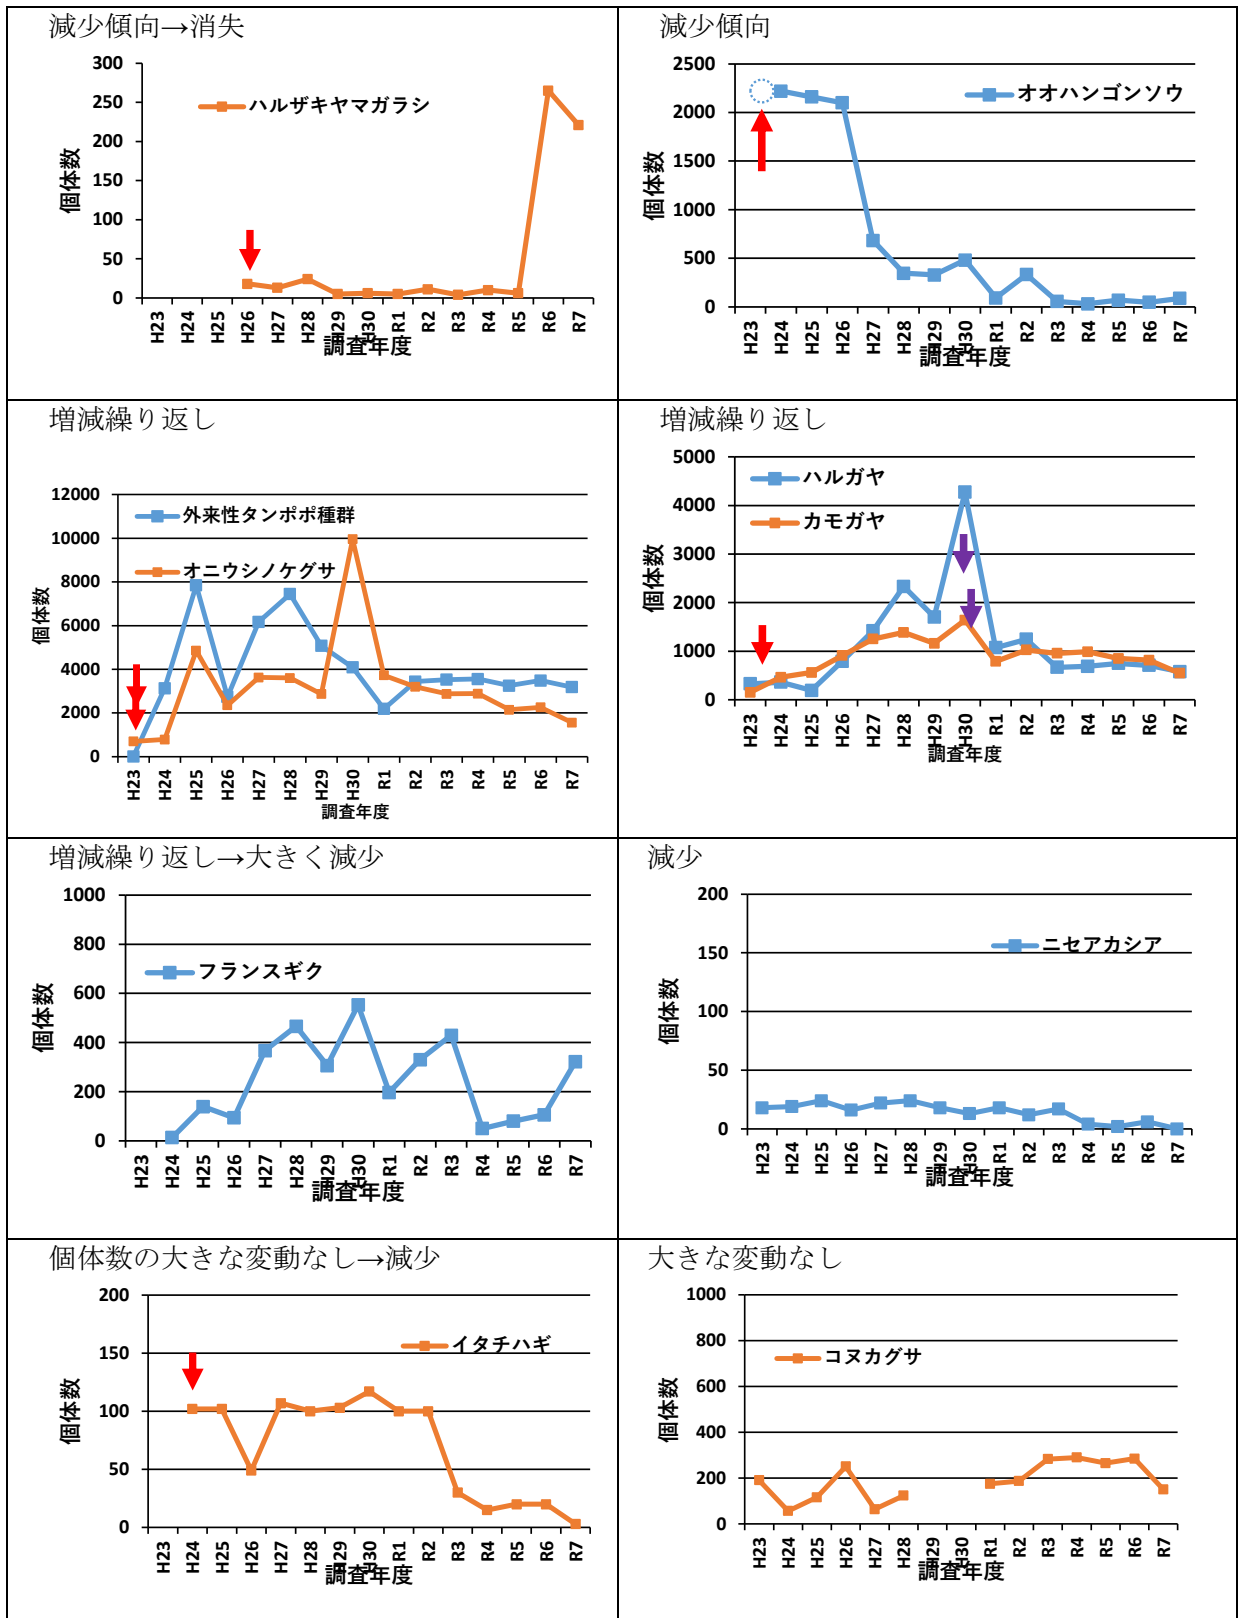 減少傾向→消失
300
250
200
150
100
50
0
個体数
ハルザキヤマガラシ
H23 H24 H25 H26 H27 H28 H29 H30 R1 R2 R3 R4 R5 R6 R7
調査年度
減少傾向
2500
2000
1500
1000
500
0
個体数
オオハンゴンソウ
H23 H24 H25 H26 H27 H28 H29 H30 R1 R2 R3 R4 R5 R6 R7
調査年度
増減繰り返し
12000
10000
8000
6000
4000
2000
0
個体数
外来性タンポポ種群
オニウシノケグサ
H23 H24 H25 H26 H27 H28 H29 H30 R1 R2 R3 R4 R5 R6 R7
調査年度
増減繰り返し
5000
4000
3000
2000
1000
0
個体数
ハルガヤ
カモガヤ
H23 H24 H25 H26 H27 H28 H29 H30 R1 R2 R3 R4 R5 R6 R7
調査年度
増減繰り返し→大きく減少
1000
800
600
400
200
0
個体数
フランスギク
H23 H24 H25 H26 H27 H28 H29 H30 R1 R2 R3 R4 R5 R6 R7
調査年度
減少
200
150
100
50
0
個体数
ニセアカシア
H23 H24 H25 H26 H27 H28 H29 H30 R1 R2 R3 R4 R5 R6 R7
調査年度
個体数の大きな変動なし→減少
200
150
100
50
0
個体数
イタチハギ
H23 H24 H25 H26 H27 H28 H29 H30 R1 R2 R3 R4 R5 R6 R7
調査年度
大きな変動なし
1000
800
600
400
200
0
個体数
コヌカグサ
H23 H24 H25 H26 H27 H28 H29 H30 R1 R2 R3 R4 R5 R6 R7
調査年度